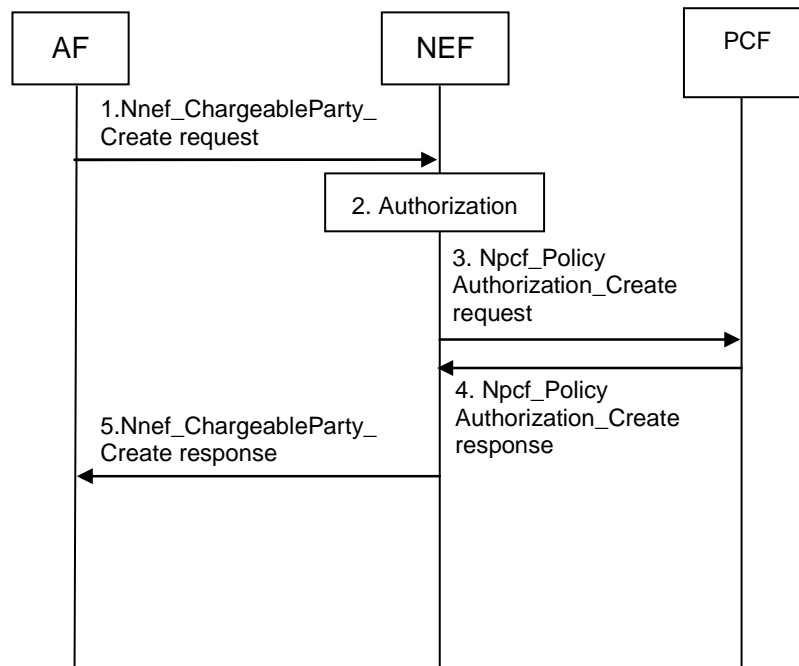 AF
NEF
PCF
1.Nnef_ChargeableParty_
Create request
2. Authorization
3. Npcf_Policy
Authorization_Create
request
4. Npcf_Policy
Authorization_Create
response
5.Nnef_ChargeableParty_
Create response